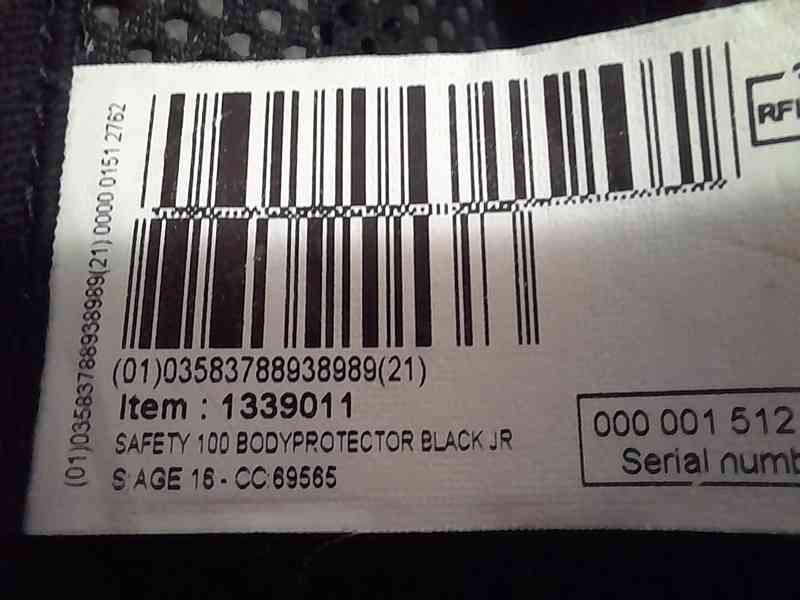 (01)03583788938989(21) 0000 0151 2762
(01)03583788938989(21)
Item : 1339011
SAFETY 100 BODYPROTECTOR BLACK JR
S AGE 16 - CC 69565
000 001 512
Serial numb
RFI